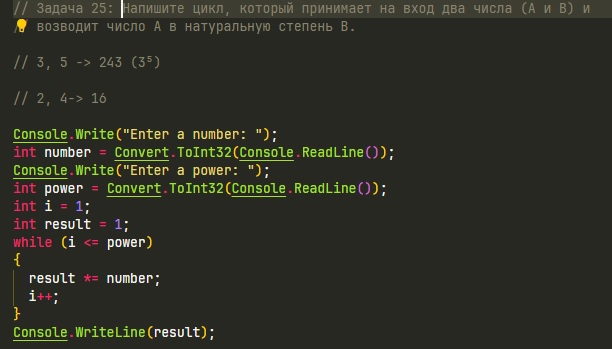 // Задача 25: Напишите цикл, который принимает на вход два числа (A и B) и
возводит число A в натуральную степень B.
// 3, 5 -> 243 (3⁵)
// 2, 4-> 16
Console.Write("Enter a number: ");
int number = Convert.ToInt32(Console.ReadLine());
Console.Write("Enter a power: ");
int power = Convert.ToInt32(Console.ReadLine());
int i = 1;
int result = 1;
while (i <= power)
{
result *= number;
i++;
}
Console.WriteLine(result);